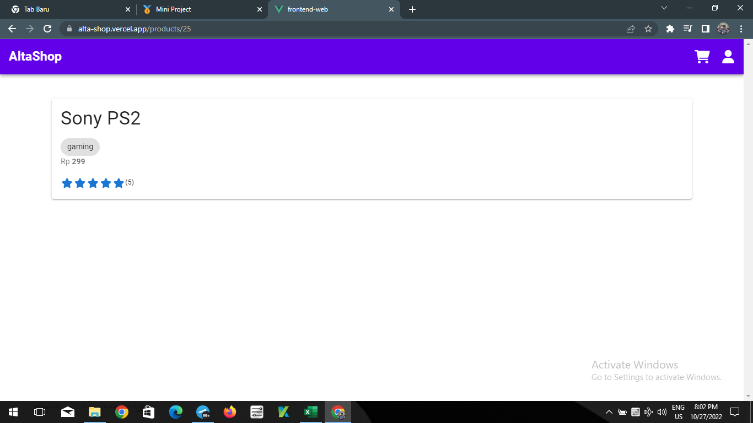 Tab Baru
Mini Project
frontend-web
alta-shop.vercel.app/products/25
AltaShop
Sony PS2
gaming
Rp 299
(5)
Activate Windows
Go to Settings to activate Windows.
ENG
US
8:02 PM
10/27/2022